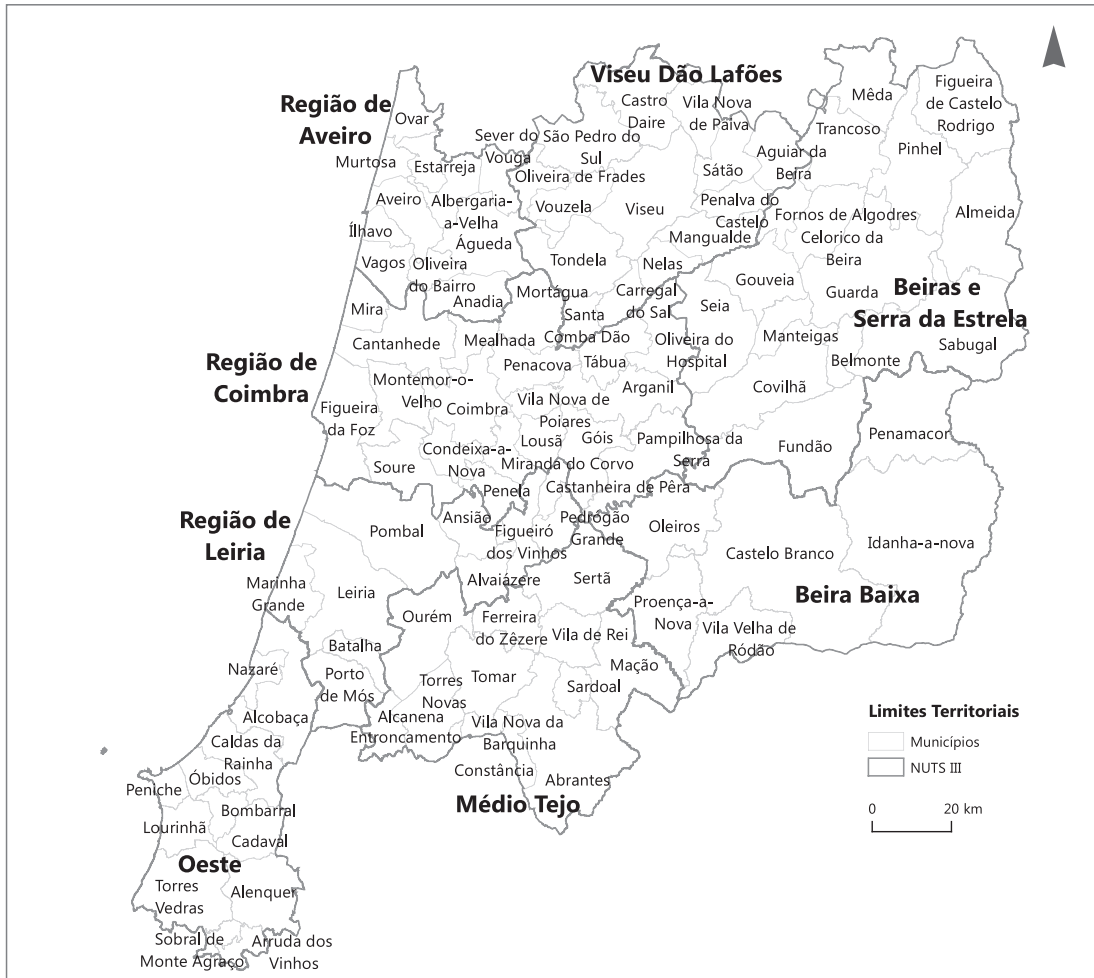 Viseu Dão Lafões
Região de
Aveiro
Ovar
Murtosa
Estarreja
Sever do
Vouga
Aveiro
Albergaria-
a-Velha
Ílhavo
Águeda
Vagos
Oliveira
do Bairro
Anadia
Castro
Daire
Vila Nova
de Paiva
São Pedro do
Sul
Oliveira de Frades
Sátão
Aguiar da
Beira
Vouzela
Viseu
Penalva do
Castelo
Mangualde
Tondela
Nelas
Mortágua
Carregal
do Sal
Santa
Comba Dão
Mêda
Figueira
de Castelo
Rodrigo
Trancoso
Pinhel
Almeida
Fornos de Algodres
Celorico da
Beira
Gouveia
Guarda
Seia
Beiras e
Serra da Estrela
Manteigas
Sabugal
Belmonte
Covilhã
Fundão
Região de
Coimbra
Mira
Cantanhede
Mealhada
Penacova
Tábua
Oliveira do
Hospital
Montemor-o-
Velho
Coimbra
Vila Nova de
Poiares
Arganil
Figueira
da Foz
Condeixa-a-
Nova
Lousã
Góis
Pampilhosa da
Serra
Soure
Miranda do Corvo
Penela
Região de
Leiria
Castanheira de Pêra
Pombal
Ansião
Figueiró
dos Vinhos
Pedrógão
Grande
Alvaiázere
Marinha
Grande
Leiria
Batalha
Porto
de Mós
Penamacor
Oleiros
Castelo Branco
Idanha-a-nova
Beira Baixa
Proença-a-
Nova
Vila Velha de
Ródão
Sertã
Ourém
Ferreira
do Zêzere
Vila de Rei
Mação
Torres
Novas
Tomar
Sardoal
Alcanena
Entroncamento
Vila Nova da
Barquinha
Constância
Abrantes
Médio Tejo
Nazaré
Alcobaça
Caldas da
Rainha
Óbidos
Peniche
Bombarral
Lourinhã
Cadaval
Oeste
Torres
Vedras
Alenquer
Sobral de
Monte Agraço
Arruda dos
Vinhos
Limites Territoriais
Municípios
NUTS III
0 20 km